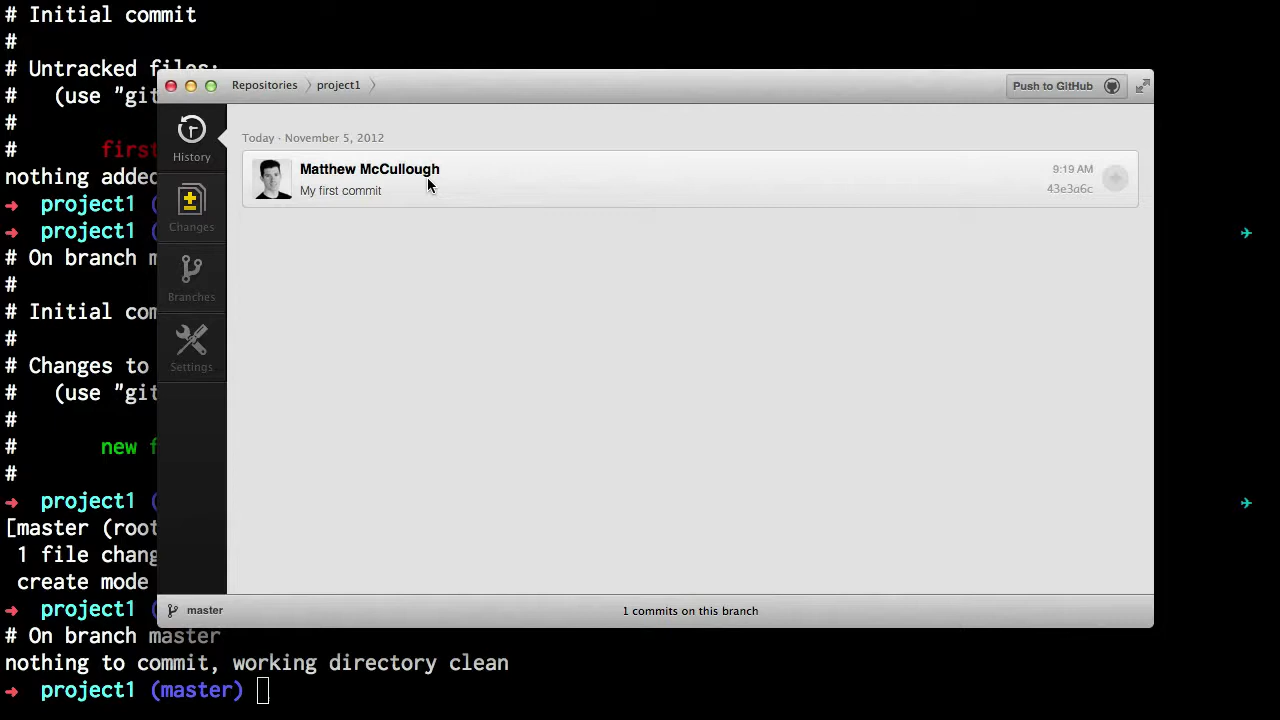 # Initial commit
#
# Untracked files:
# (use "git
#
first
nothing added
➜ project1 (
➜ project1 (
# On branch m
#
# Initial com
#
# Changes to
# (use "git
#
# new f
#
➜ project1 (
[master (root
1 file chang
create mode
➜ project1 (
# On branch master
nothing to commit, working directory clean
➜ project1 (master)
Repositories project1
Push to GitHub
History
Changes
Branches
Settings
Today · November 5, 2012
Matthew McCullough
My first commit
9:19 AM
43e3a6c
master
1 commits on this branch